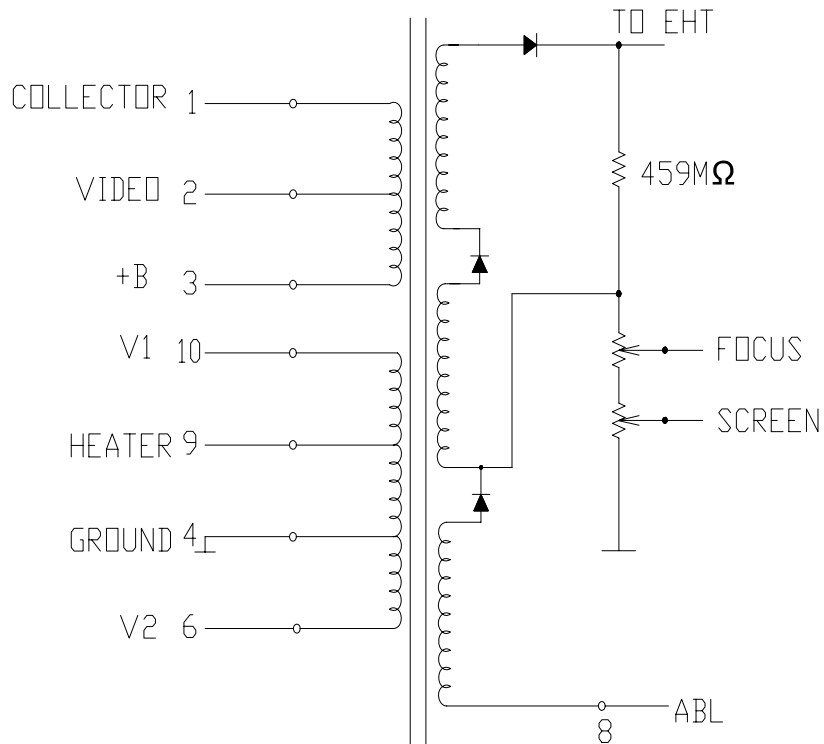 TO EHT
COLLECTOR 1
459MΩ
VIDEO 2
+B 3
V1 10
FOCUS
SCREEN
HEATER 9
GROUND 4
V2 6
ABL
8